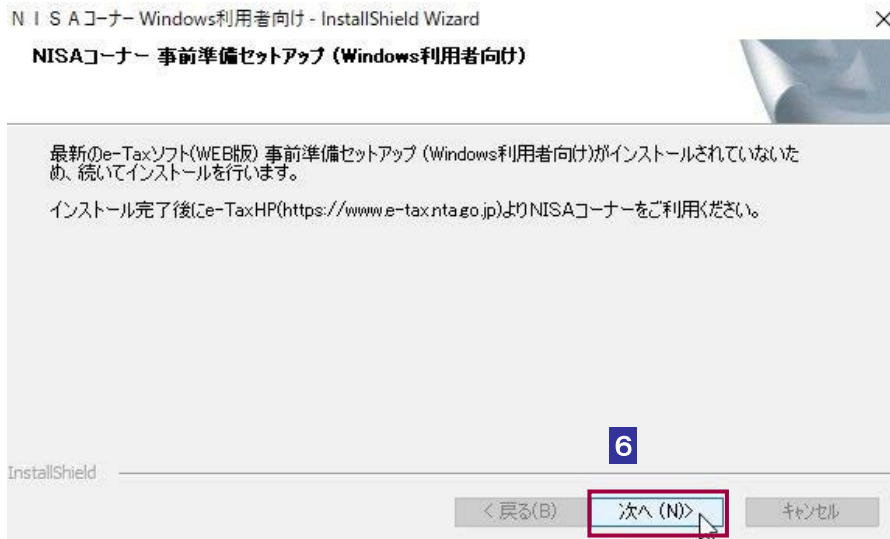 ＮＩＳＡコーナー Windows利用者向け - InstallShield Wizard
NISAコーナー 事前準備セットアップ (Windows利用者向け)
最新のe-Taxソフト(WEB版) 事前準備セットアップ (Windows利用者向け)がインストールされていないた
め、続いてインストールを行います。
インストール完了後にe-TaxHP(https://www.e-tax.nta.go.jp)よりNISAコーナーをご利用ください。
6
InstallShield
< 戻る(B)
次へ (N)>
キャンセル